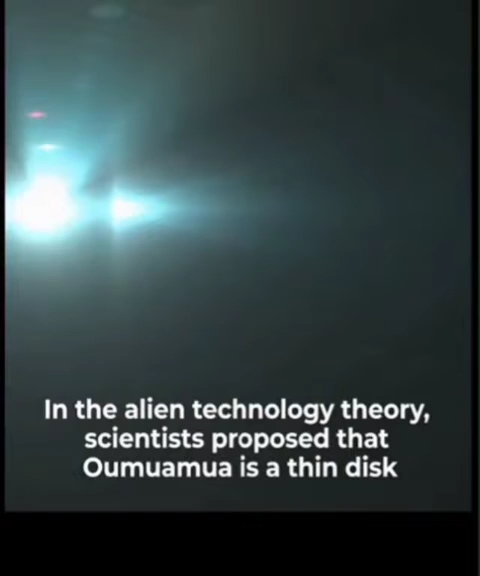 In the alien technology theory,
scientists proposed that
Oumuamua is a thin disk